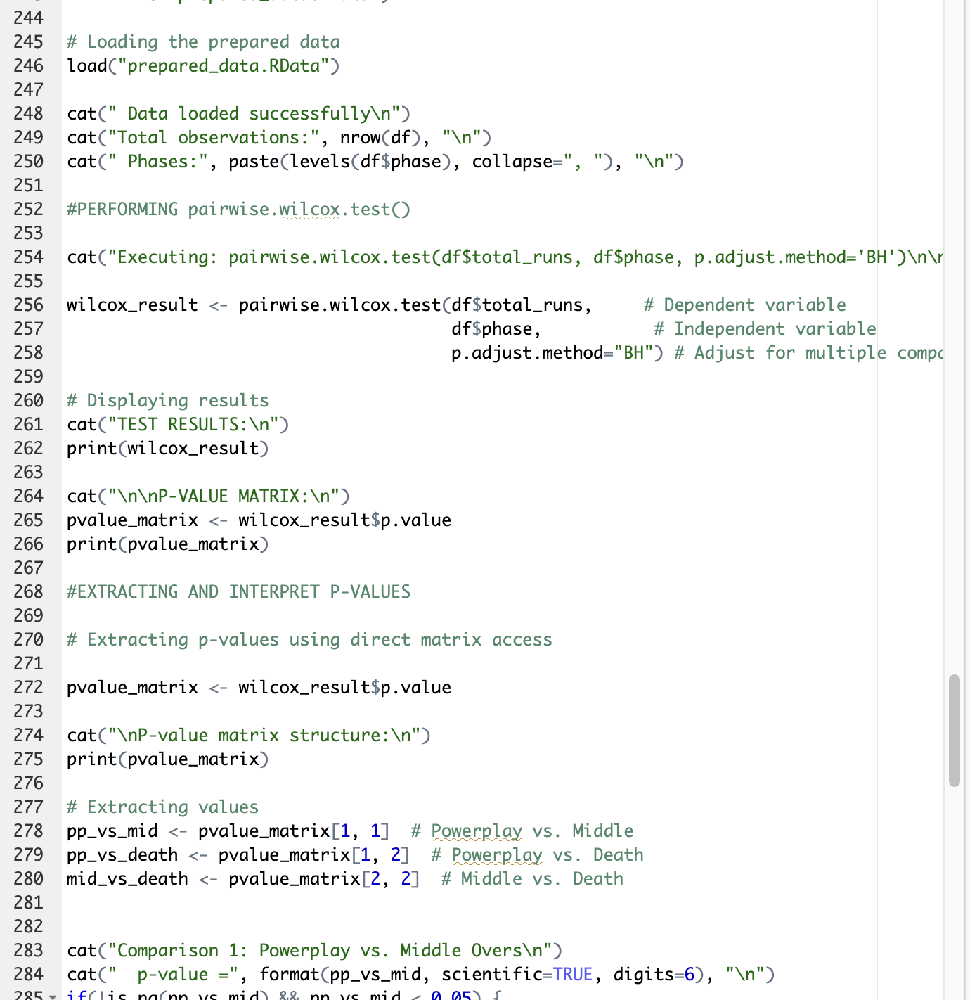 244
245 # Loading the prepared data
246 load("prepared_data.RData")
247
248 cat(" Data loaded successfully\n")
249 cat("Total observations:", nrow(df), "\n")
250 cat(" Phases:", paste(levels(df$phase), collapse=", "), "\n")
251
252 #PERFORMING pairwise.wilcox.test()
253
254 cat("Executing: pairwise.wilcox.test(df$total_runs, df$phase, p.adjust.method='BH')\n\n
255
256 wilcox_result <- pairwise.wilcox.test(df$total_runs,     # Dependent variable
257                                       df$phase,           # Independent variable
258                                       p.adjust.method="BH") # Adjust for multiple
259
260 # Displaying results
261 cat("TEST RESULTS:\n")
262 print(wilcox_result)
263
264 cat("\n\nP-VALUE MATRIX:\n")
265 pvalue_matrix <- wilcox_result$p.value
266 print(pvalue_matrix)
267
268 #EXTRACTING AND INTERPRET P-VALUES
269
270 # Extracting p-values using direct matrix access
271
272 pvalue_matrix <- wilcox_result$p.value
273
274 cat("\nP-value matrix structure:\n")
275 print(pvalue_matrix)
276
277 # Extracting values
278 pp_vs_mid <- pvalue_matrix[1, 1]  # Powerplay vs. Middle
279 pp_vs_death <- pvalue_matrix[1, 2]  # Powerplay vs. Death
280 mid_vs_death <- pvalue_matrix[2, 2]  # Middle vs. Death
281
282
283 cat("Comparison 1: Powerplay vs. Middle Overs\n")
284 cat("  p-value =", format(pp_vs_mid, scientific=TRUE, digits=6), "\n")
285 if(!is.na(pp_vs_mid) && pp_vs_mid < 0.05) {